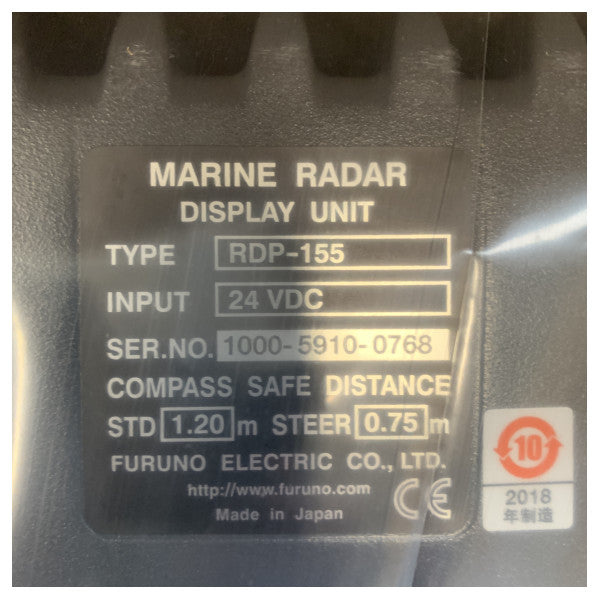 MARINE RADAR
DISPLAY UNIT
TYPE RDP-155
INPUT 24 VDC
SER.NO. 1000-5910-0768
COMPASS SAFE DISTANCE
STD 1.20 m STEER 0.75 m
FURUNO ELECTRIC CO., LTD.
http://www.furuno.com
Made in Japan
CE
10
2018
年制造